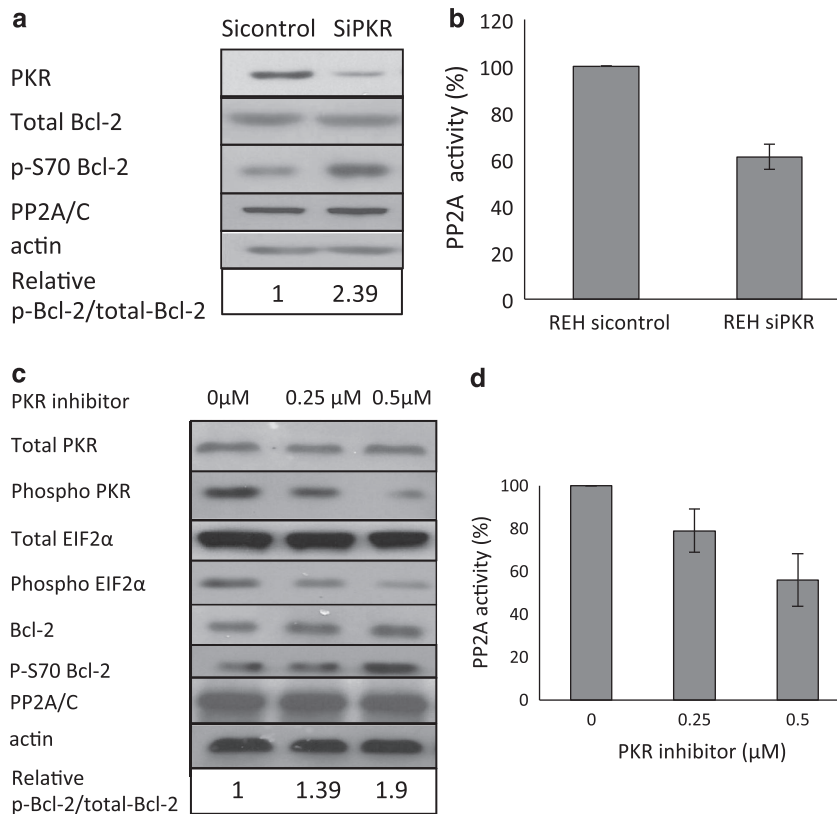 a
Sicontrol SiPKR
PKR
Total Bcl-2
p-S70 Bcl-2
PP2A/C
actin
Relative
p-Bcl-2/total-Bcl-2
1 2.39
b
PP2A activity (%)
120
100
80
60
40
20
0
REH sicontrol REH siPKR
c
PKR inhibitor 0µM 0.25 µM 0.5µM
Total PKR
Phospho PKR
Total EIF2α
Phospho EIF2α
Bcl-2
P-S70 Bcl-2
PP2A/C
actin
Relative
p-Bcl-2/total-Bcl-2
1 1.39 1.9
d
PP2A activity (%)
100
80
60
40
20
0
0 0.25 0.5
PKR inhibitor (µM)